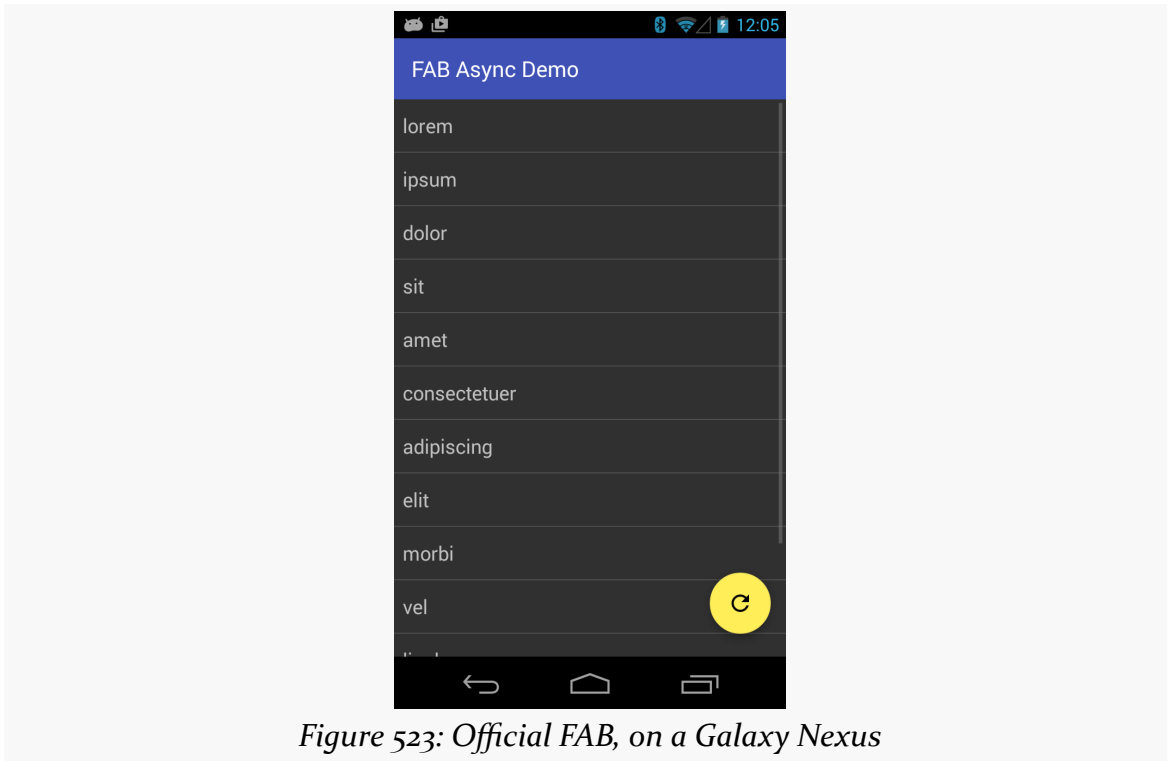 12:05
FAB Async Demo
lorem
ipsum
dolor
sit
amet
consectetuer
adipiscing
elit
morbi
vel
Figure 523: Official FAB, on a Galaxy Nexus